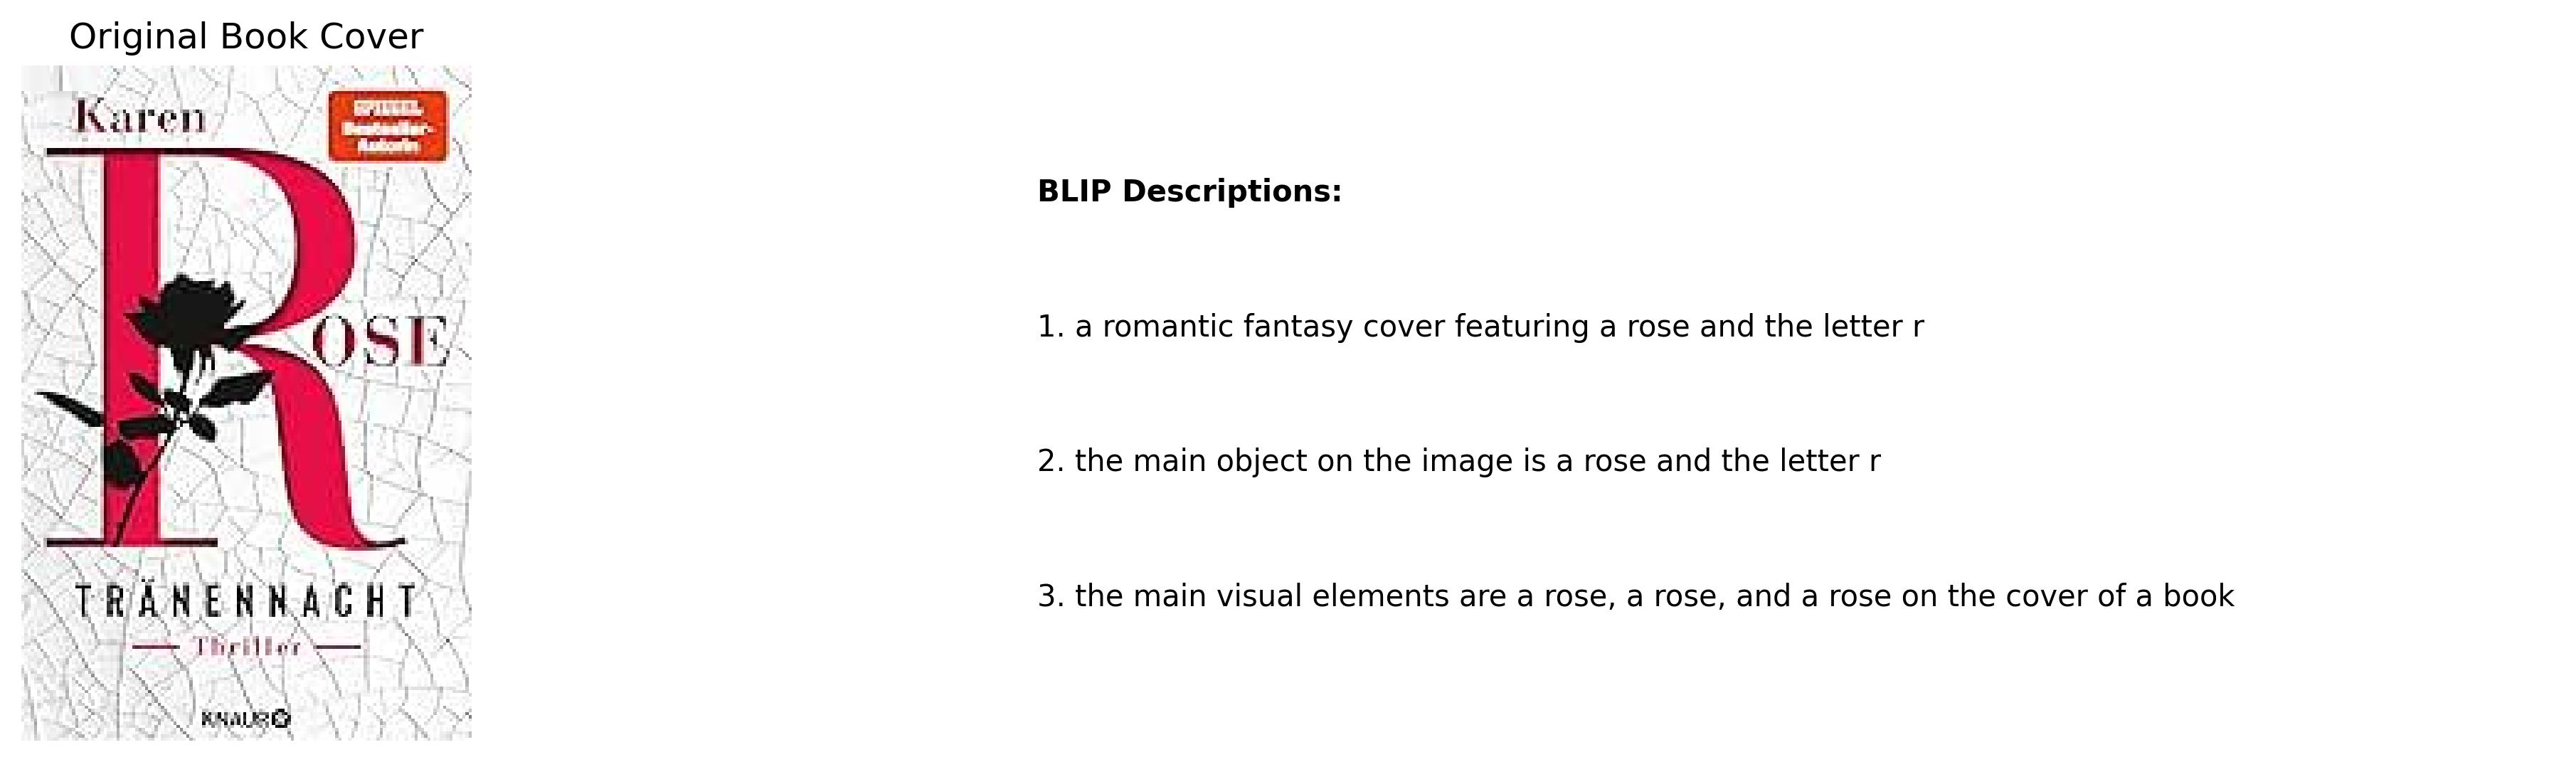 Original Book Cover
Karen
SPIEGEL
Bestseller-
Autorin
ROSE
TRÄNENNACHT
Thriller
KNAUR
BLIP Descriptions:
1. a romantic fantasy cover featuring a rose and the letter r
2. the main object on the image is a rose and the letter r
3. the main visual elements are a rose, a rose, and a rose on the cover of a book